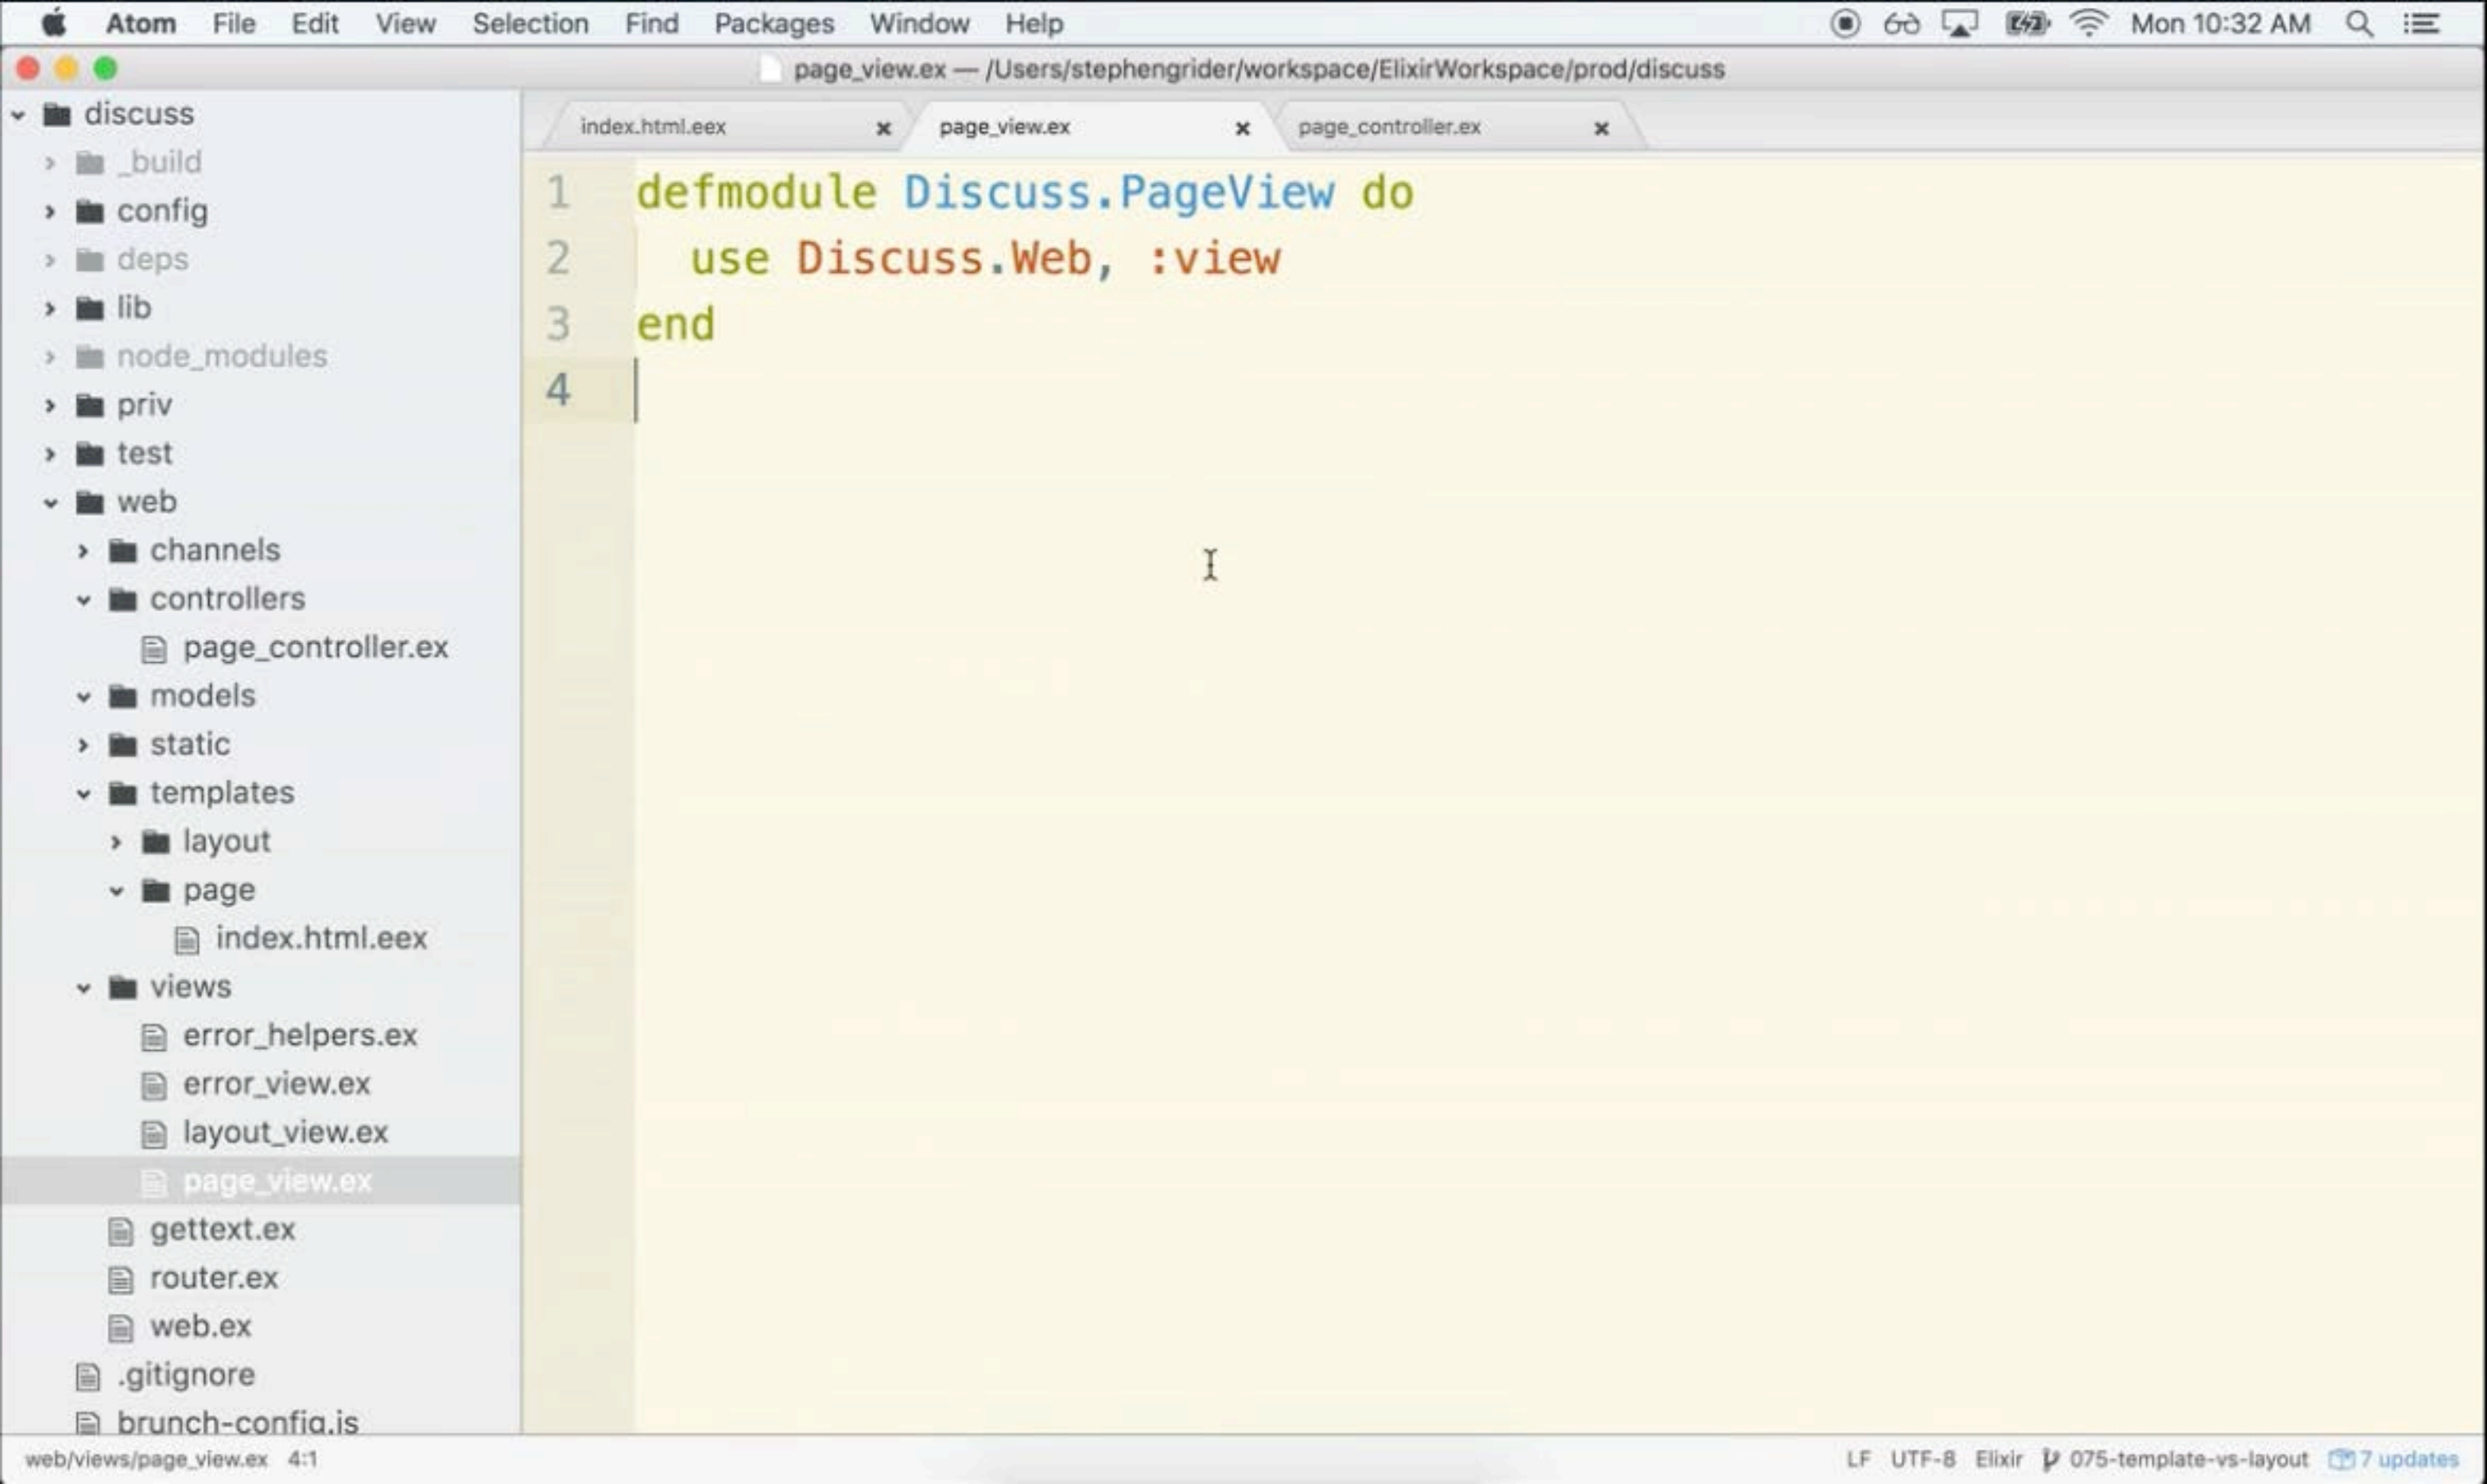 Atom File Edit View Selection Find Packages Window Help Mon 10:32 AM
page_view.ex — /Users/stephengrider/workspace/ElixirWorkspace/prod/discuss
discuss
_build
config
deps
lib
node_modules
priv
test
web
channels
controllers
page_controller.ex
models
static
templates
layout
page
index.html.eex
views
error_helpers.ex
error_view.ex
layout_view.ex
page_view.ex
gettext.ex
router.ex
web.ex
.gitignore
brunch-config.js
index.html.eex page_view.ex page_controller.ex
1 defmodule Discuss.PageView do
2 use Discuss.Web, :view
3 end
4
web/views/page_view.ex 4:1 LF UTF-8 Elixir 075-template-vs-layout 7 updates